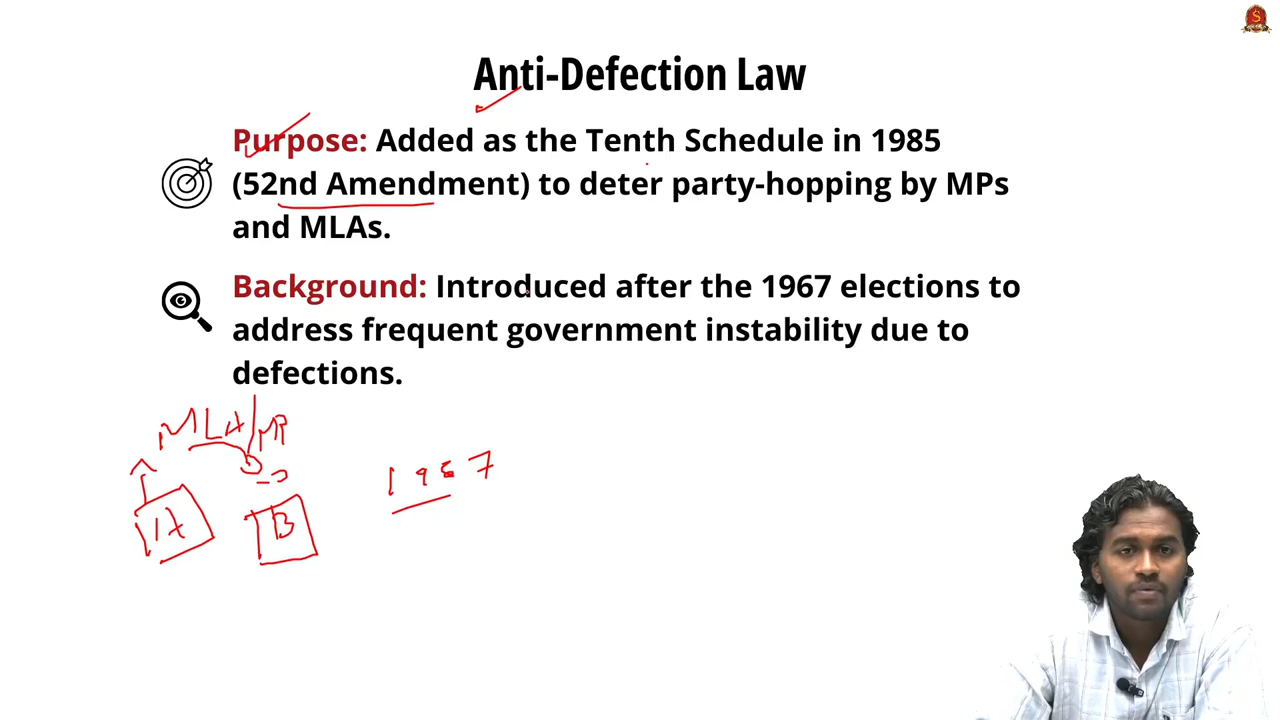 Anti-Defection Law
Purpose: Added as the Tenth Schedule in 1985
(52nd Amendment) to deter party-hopping by MPs
and MLAs.
Background: Introduced after the 1967 elections to
address frequent government instability due to
defections.
MLA/MP
A B
1967